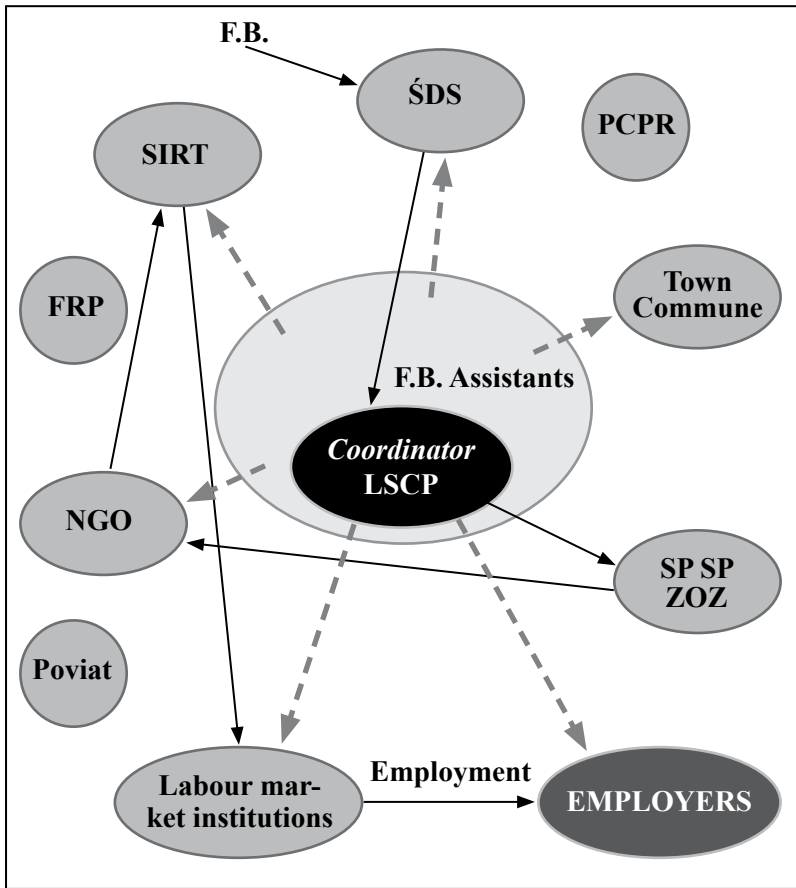 F.B.
ŚDS
PCPR
SIRT
Town
Commune
FRP
F.B. Assistants
Coordinator
LSCP
NGO
SP SP
ZOZ
Poviat
Employment
Labour mar-
ket institutions
EMPLOYERS